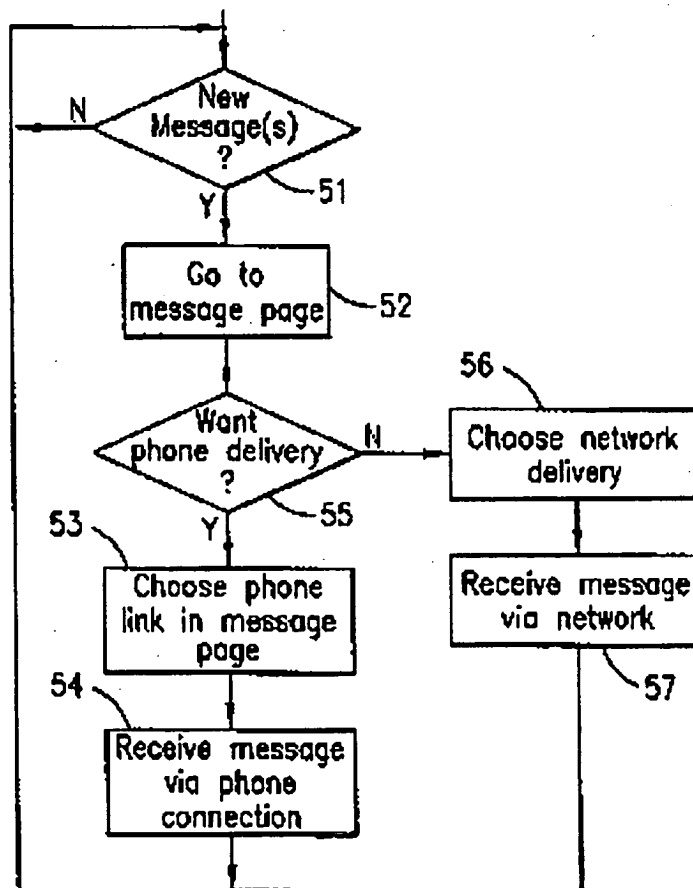 New
Message(s)
?
N
51
Y
Go to
message page
52
Want
phone delivery
?
N
55
Y
56
Choose network
delivery
53
Choose phone
link in message
page
Receive message
via network
57
54
Receive message
via phone
connection